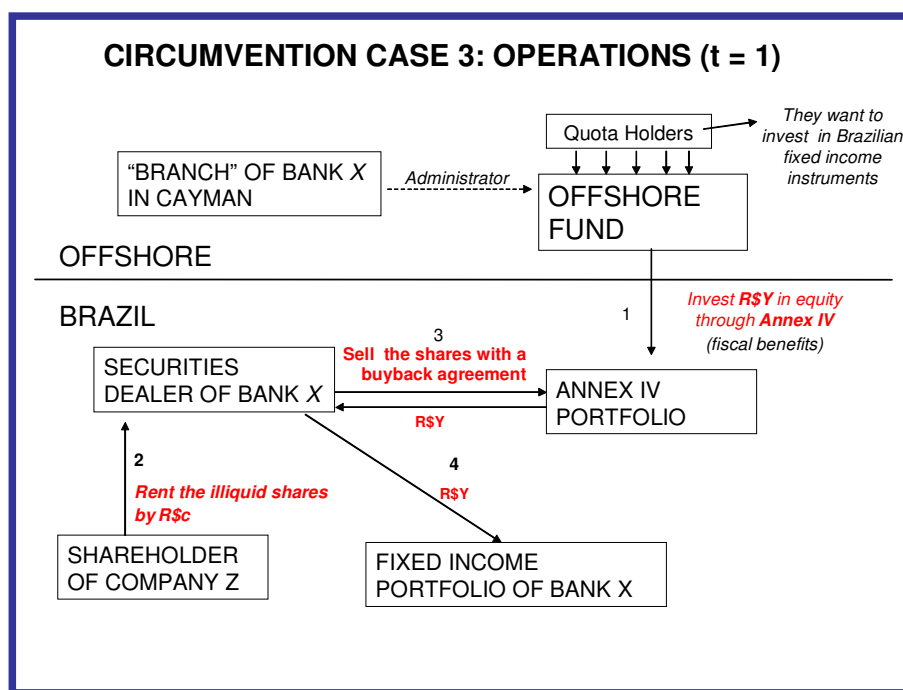 CIRCUMVENTION CASE 3: OPERATIONS (t = 1)
Quota Holders
They want to
invest in Brazilian
fixed income
instruments
"BRANCH" OF BANK X
IN CAYMAN
Administrator
OFFSHORE
FUND
OFFSHORE
BRAZIL
1
Invest R$Y in equity
through Annex IV
(fiscal benefits)
3
Sell the shares with a
buyback agreement
SECURITIES
DEALER OF BANK X
ANNEX IV
PORTFOLIO
R$Y
2
Rent the illiquid shares
by R$c
4
R$Y
SHAREHOLDER
OF COMPANY Z
FIXED INCOME
PORTFOLIO OF BANK X